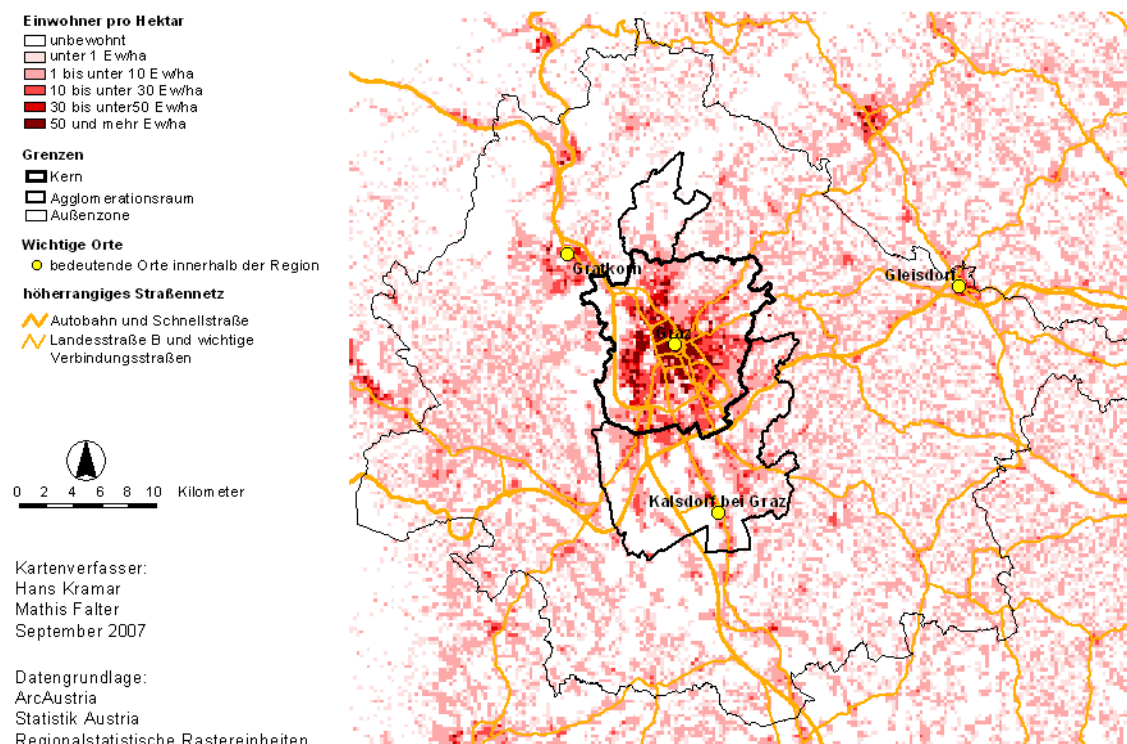 Einwohner pro Hektar
unbewohnt
unter 1 Ew/ha
1 bis unter 10 Ew/ha
10 bis unter 30 Ew/ha
30 bis unter50 Ew/ha
50 und mehr Ew/ha
Grenzen
Kern
Agglomerationsraum
Außenzone
Wichtige Orte
bedeutende Orte innerhalb der Region
höherrangiges Straßennetz
Autobahn und Schnellstraße
Landesstraße B und wichtige
Verbindungsstraßen
0 2 4 6 8 10 Kilometer
Kartenverfasser:
Hans Kramar
Mathis Falter
September 2007
Datengrundlage:
ArcAustria
Statistik Austria
Regionalstatistische Rastereinheiten
Gratkorn
Gleisdorf
Graz
Kalsdorf bei Graz